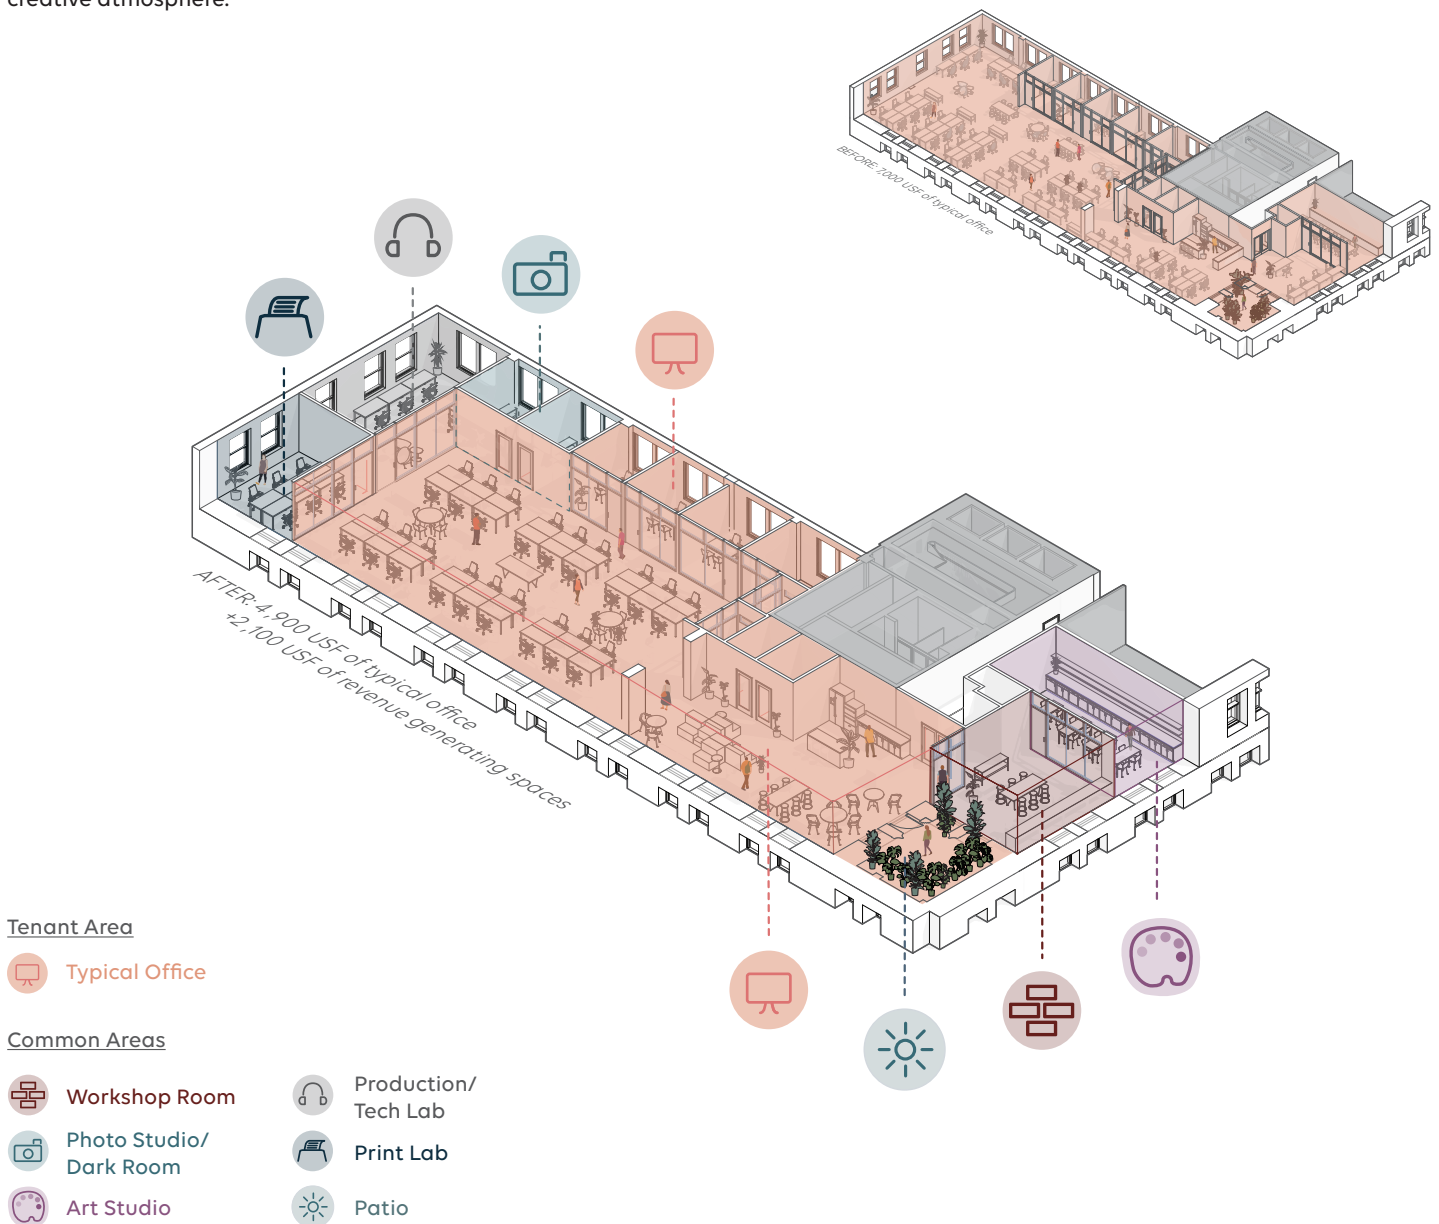 creative atmosphere.
BEFORE: 7,000 USF of typical office
AFTER: 4,900 USF of typical office
+2,100 USF of revenue generating spaces
Tenant Area
Typical Office
Common Areas
Workshop Room
Photo Studio/
Dark Room
Art Studio
Production/
Tech Lab
Print Lab
Patio